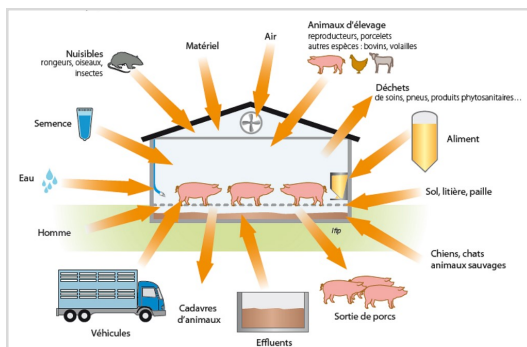 Nuisibles
rongeurs, oiseaux,
insectes
Matériel
Air
Animaux d'élevage
reproducteurs, porcelets
autres espèces : bovins, volailles
Déchets
de soins, pneus, produits phytosanitaires…
Semence
Aliment
Eau
Sol, litière, paille
Homme
Ifip
Chiens, chats
animaux sauvages
Véhicules
Cadavres
d'animaux
Effluents
Sortie de porcs